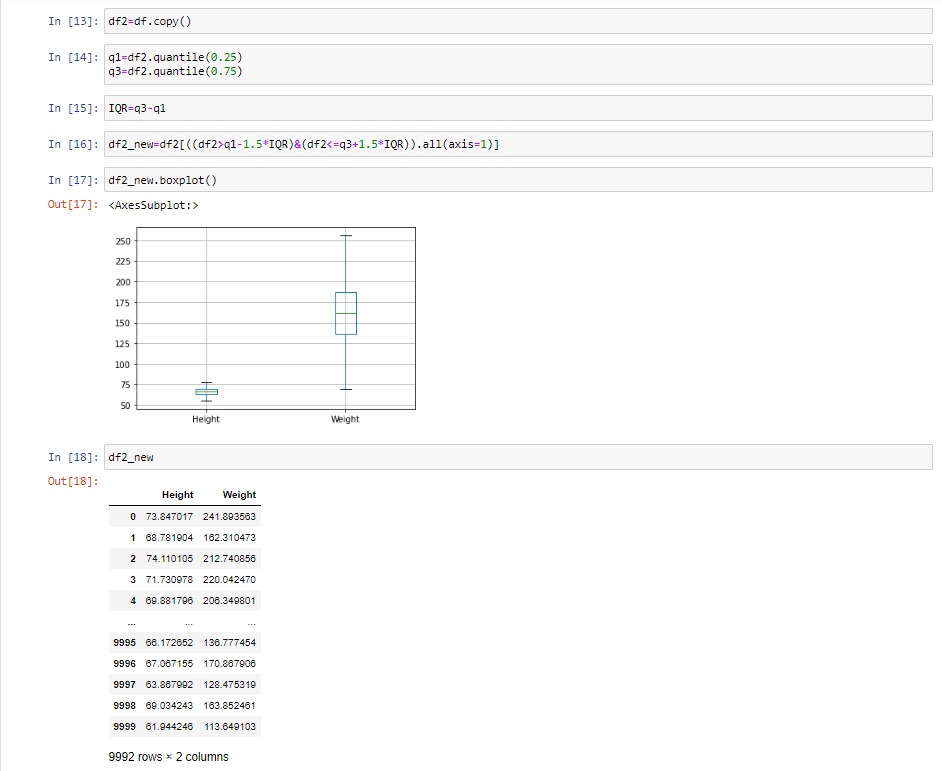 In [13]: df2=df.copy()
In [14]: q1=df2.quantile(0.25)
q3=df2.quantile(0.75)
In [15]: IQR=q3-q1
In [16]: df2_new=df2[((df2>q1-1.5*IQR)&(df2<=q3+1.5*IQR)).all(axis=1)]
In [17]: df2_new.boxplot()
Out[17]: <AxesSubplot:>
250
225
200
175
150
125
100
75
50
Height Weight
In [18]: df2_new
Out[18]:
Height Weight
0 73.847017 241.893563
1 68.781904 162.310473
2 74.110105 212.740856
3 71.730978 220.042470
4 69.881796 206.349801
... ... ...
9995 66.172652 136.777454
9996 67.067155 170.867906
9997 63.867992 128.475319
9998 69.034243 163.852461
9999 61.944246 113.649103
9992 rows × 2 columns